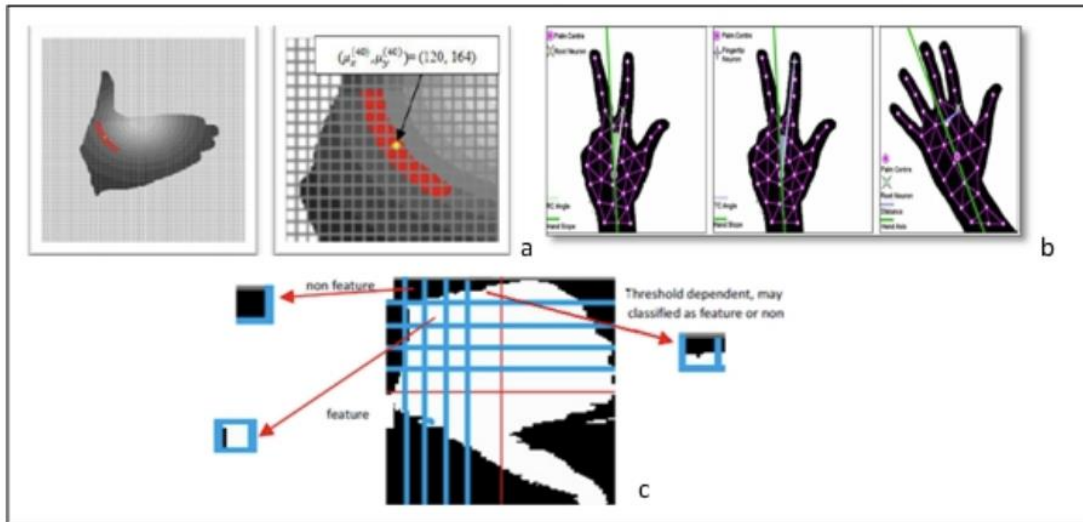 (μx^(40), μy^(40))= (120, 164)
a
Palm Centre
Root Neuron
RC Angle
Hand Slope
Palm Centre
Fingertip
Neuron
TC Angle
Hand Slope
Palm Centre
Root Neuron
Distance
Hand Axis
b
non feature
Threshold dependent, may
classified as feature or non
feature
c